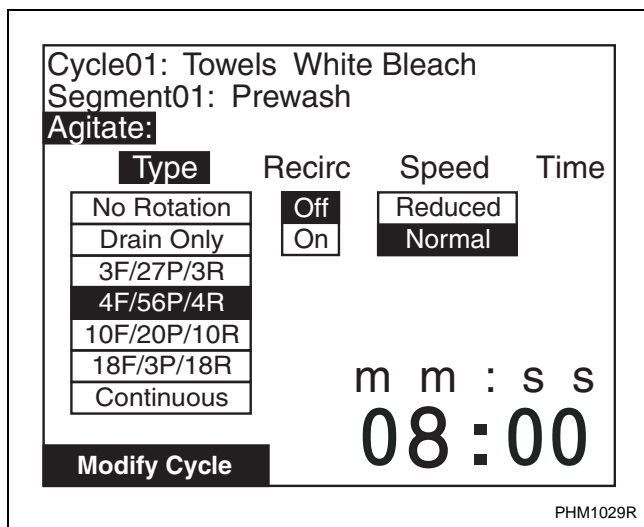 Cycle01: Towels White Bleach
Segment01: Prewash
Agitate:
Type Recirc Speed Time
No Rotation Off Reduced
Drain Only On Normal
3F/27P/3R
4F/56P/4R
10F/20P/10R
18F/3P/18R
Continuous
m m : s s
08:00
Modify Cycle
PHM1029R